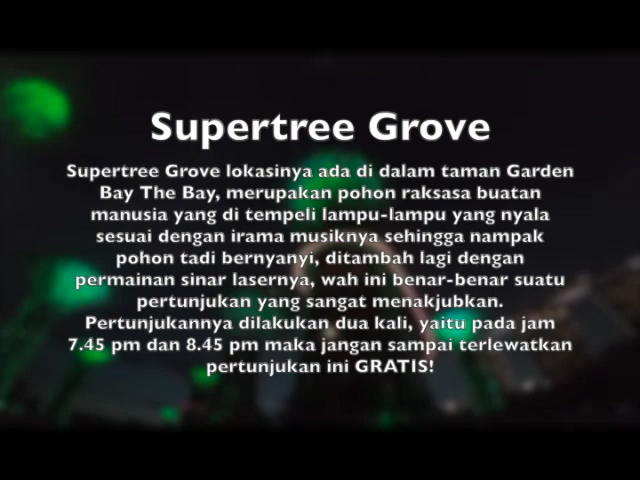 Supertree Grove
Supertree Grove lokasinya ada di dalam taman Garden
Bay The Bay, merupakan pohon raksasa buatan
manusia yang di tempeli lampu-lampu yang nyala
sesuai dengan irama musiknya sehingga nampak
pohon tadi bernyanyi, ditambah lagi dengan
permainan sinar lasernya, wah ini benar-benar suatu
pertunjukan yang sangat menakjubkan.
Pertunjukannya dilakukan dua kali, yaitu pada jam
7.45 pm dan 8.45 pm maka jangan sampai terlewatkan
pertunjukan ini GRATIS!